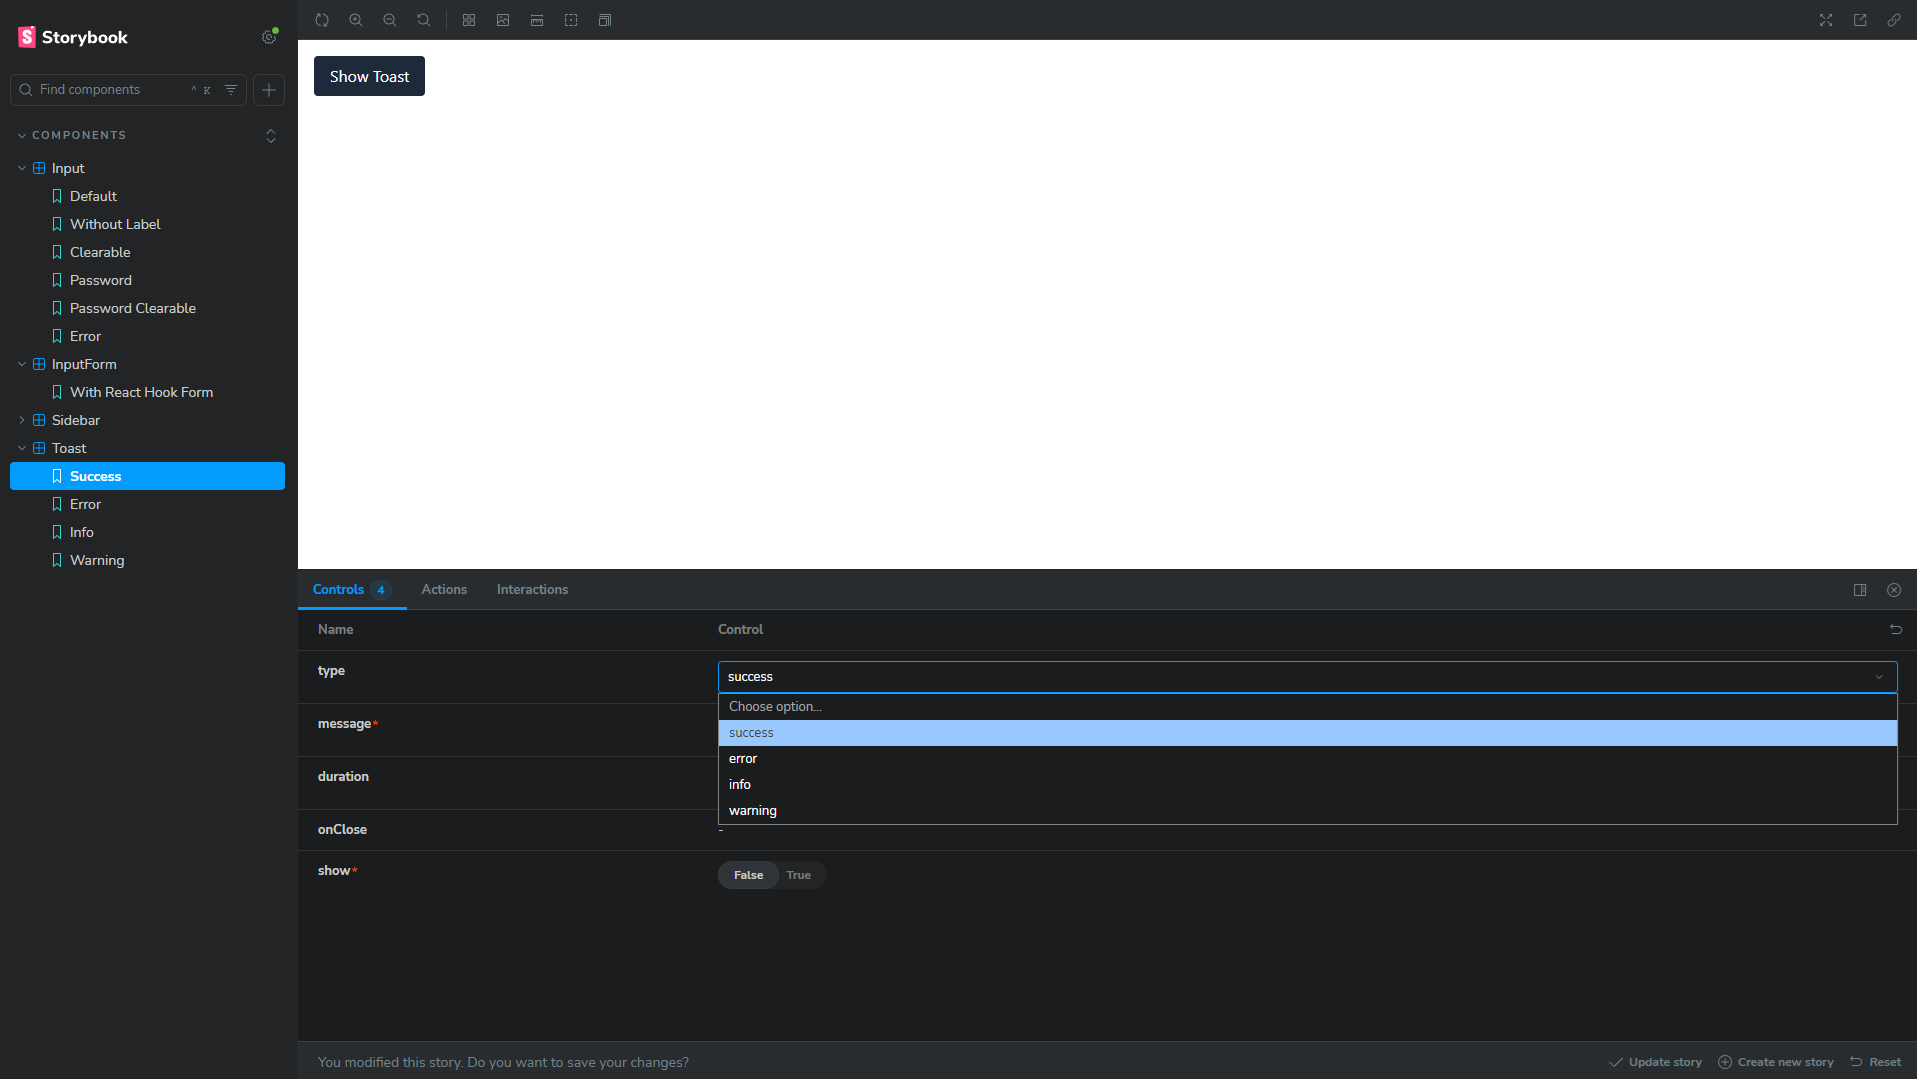 Storybook
Find components
^ K
COMPONENTS
Input
Default
Without Label
Clearable
Password
Password Clearable
Error
InputForm
With React Hook Form
Sidebar
Toast
Success
Error
Info
Warning
Show Toast
Controls 4 Actions Interactions
Name Control
type success
Choose option...
success
error
info
warning
message*
duration
onClose -
show* False True
You modified this story. Do you want to save your changes? Update story Create new story Reset